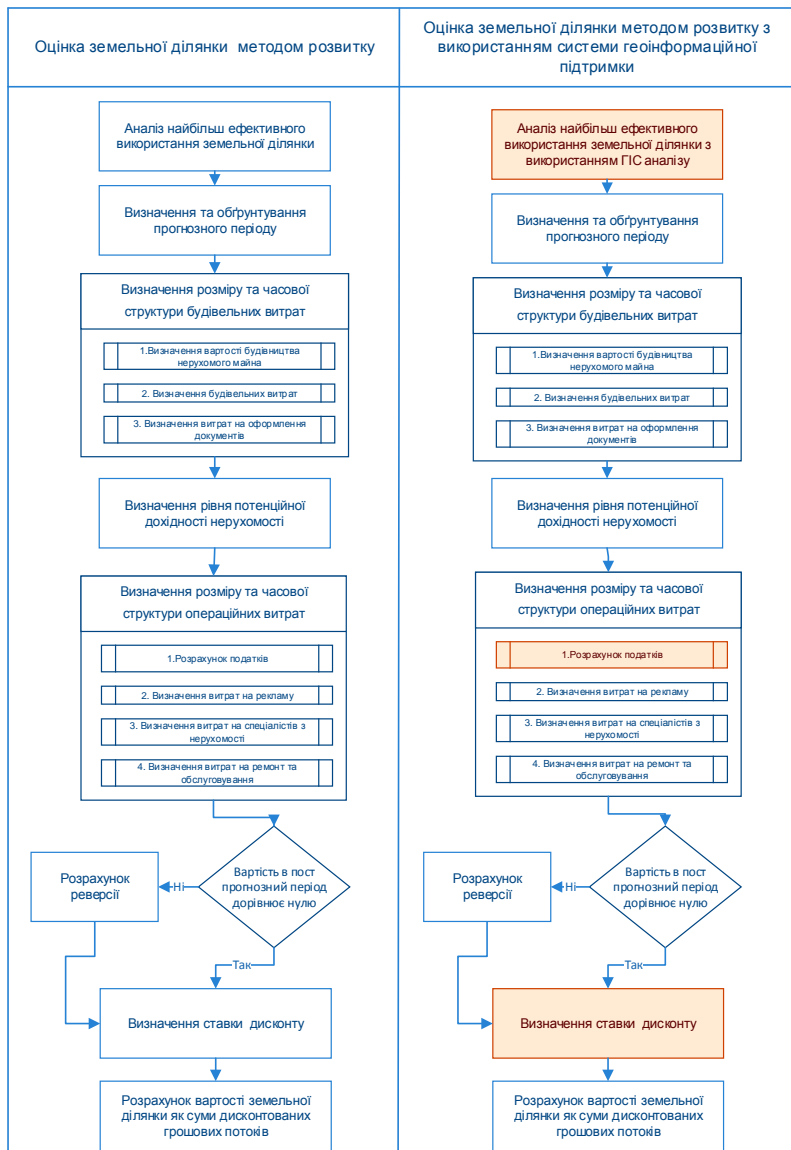 Оцінка земельної ділянки методом розвитку
Аналіз найбільш ефективного
використання земельної ділянки
Визначення та обґрунтування
прогнозного періоду
Визначення розміру та часової
структури будівельних витрат
1.Визначення вартості будівництва
нерухомого майна
2. Визначення будівельних витрат
3. Визначення витрат на оформлення
документів
Визначення рівня потенційної
дохідності нерухомості
Визначення розміру та часової
структури операційних витрат
1.Розрахунок податків
2. Визначення витрат на рекламу
3. Визначення витрат на спеціалістів з
нерухомості
4. Визначення витрат на ремонт та
обслуговування
Вартість в пост
прогнозний період
дорівнює нулю
Ні
Розрахунок
реверсії
Так
Визначення ставки дисконту
Розрахунок вартості земельної
ділянки як суми дисконтованих
грошових потоків
Оцінка земельної ділянки методом розвитку з
використанням системи геоінформаційної
підтримки
Аналіз найбільш ефективного
використання земельної ділянки з
використанням ГІС аналізу
Визначення та обґрунтування
прогнозного періоду
Визначення розміру та часової
структури будівельних витрат
1.Визначення вартості будівництва
нерухомого майна
2. Визначення будівельних витрат
3. Визначення витрат на оформлення
документів
Визначення рівня потенційної
дохідності нерухомості
Визначення розміру та часової
структури операційних витрат
1.Розрахунок податків
2. Визначення витрат на рекламу
3. Визначення витрат на спеціалістів з
нерухомості
4. Визначення витрат на ремонт та
обслуговування
Вартість в пост
прогнозний період
дорівнює нулю
Ні
Розрахунок
реверсії
Так
Визначення ставки дисконту
Розрахунок вартості земельної
ділянки як суми дисконтованих
грошових потоків